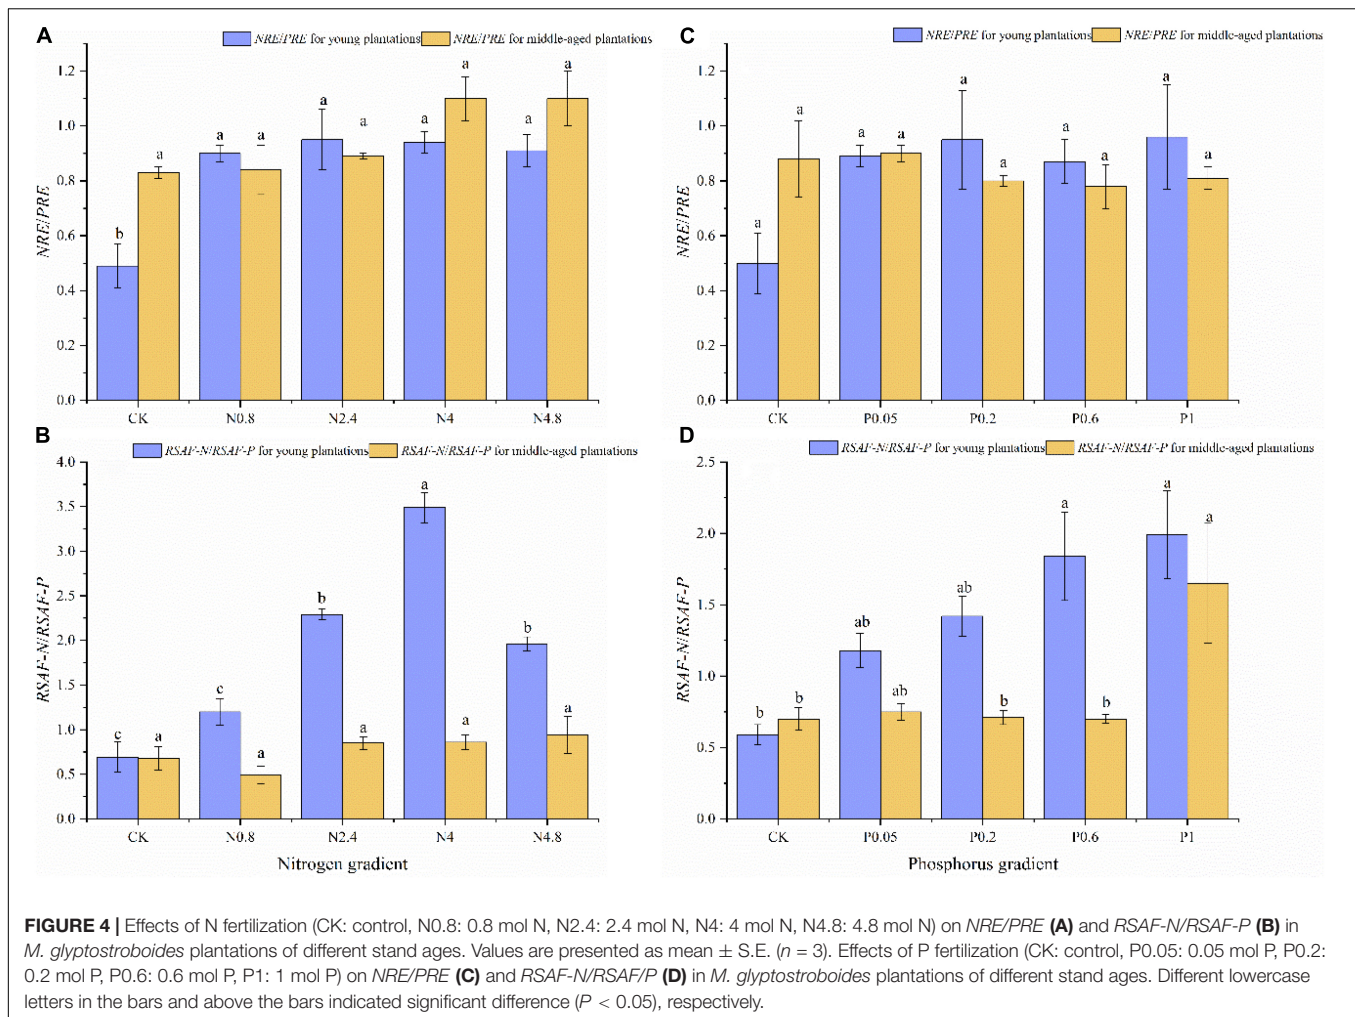 A
NRE/PRE for young plantations NRE/PRE for middle-aged plantations
1.2
1.0
0.8
0.6
0.4
0.2
0.0
NRE/PRE
b a a a a a a a a a
CK N0.8 N2.4 N4 N4.8
C
NRE/PRE for young plantations NRE/PRE for middle-aged plantations
1.2
1.0
0.8
0.6
0.4
0.2
0.0
NRE/PRE
a a a a a a a a a a
CK P0.05 P0.2 P0.6 P1
B
RSAF-N/RSAF-P for young plantations RSAF-N/RSAF-P for middle-aged plantations
4.0
3.5
3.0
2.5
2.0
1.5
1.0
0.5
0.0
RSAF-N/RSAF-P
c a c a b a a a b a
CK N0.8 N2.4 N4 N4.8
Nitrogen gradient
D
RSAF-N/RSAF-P for young plantations RSAF-N/RSAF-P for middle-aged plantations
2.5
2.0
1.5
1.0
0.5
0.0
RSAF-N/RSAF-P
b b ab ab ab b a b a a
CK P0.05 P0.2 P0.6 P1
Phosphorus gradient
FIGURE 4 | Effects of N fertilization (CK: control, N0.8: 0.8 mol N, N2.4: 2.4 mol N, N4: 4 mol N, N4.8: 4.8 mol N) on NRE/PRE (A) and RSAF-N/RSAF-P (B) in
M. glyptostroboides plantations of different stand ages. Values are presented as mean ± S.E. (n = 3). Effects of P fertilization (CK: control, P0.05: 0.05 mol P, P0.2:
0.2 mol P, P0.6: 0.6 mol P, P1: 1 mol P) on NRE/PRE (C) and RSAF-N/RSAF/P (D) in M. glyptostroboides plantations of different stand ages. Different lowercase
letters in the bars and above the bars indicated significant difference (P < 0.05), respectively.